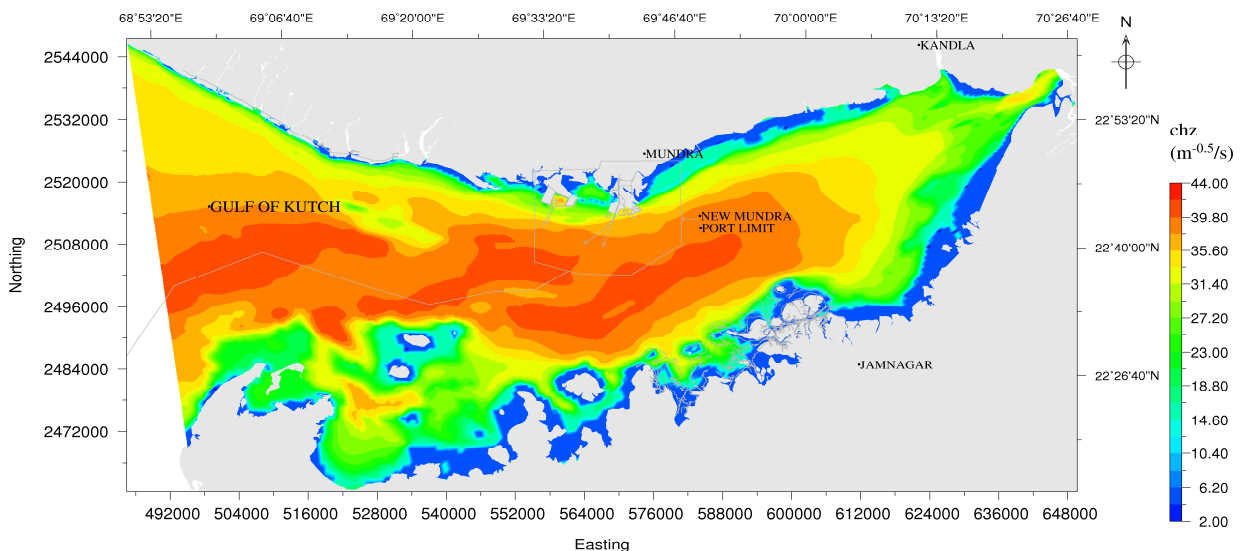 68°53'20"E 69°06'40"E 69°20'00"E 69°33'20"E 69°46'40"E 70°00'00"E 70°13'20"E 70°26'40"E
N
2544000
2532000
2520000
2508000
2496000
2484000
2472000
Northing
KANDLA
MUNDRA
GULF OF KUTCH
NEW MUNDRA
PORT LIMIT
JAMNAGAR
22°53'20"N
22°40'00"N
22°26'40"N
chz
(m-0.5/s)
44.00
39.80
35.60
31.40
27.20
23.00
18.80
14.60
10.40
6.20
2.00
492000 504000 516000 528000 540000 552000 564000 576000 588000 600000 612000 624000 636000 648000
Easting